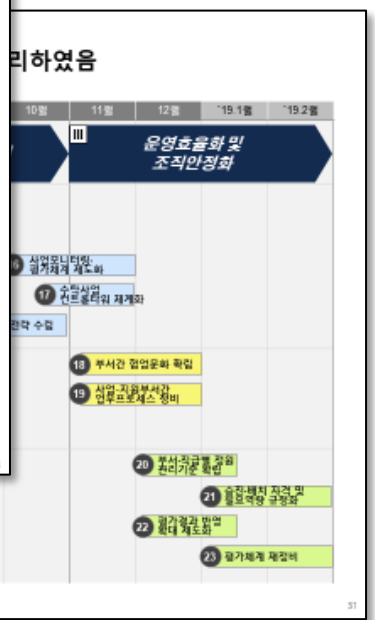 리하였음
10월 11월 12월 `19.1월 `19.2월
III
운영효율화 및
조직안정화
사업모니터링·
평가체계 제도화
17 수탁사업
컨트롤타워 체계화
전략 수립
18 부서간 협업문화 확립
19 사업-지원부서간
업무프로세스 정비
20 부서·직급별 정원
관리기준 확립
21 승진·배치 자격 및
필요역량 규정화
22 평가결과 반영
확대 제도화
23 평가체계 재정비
31